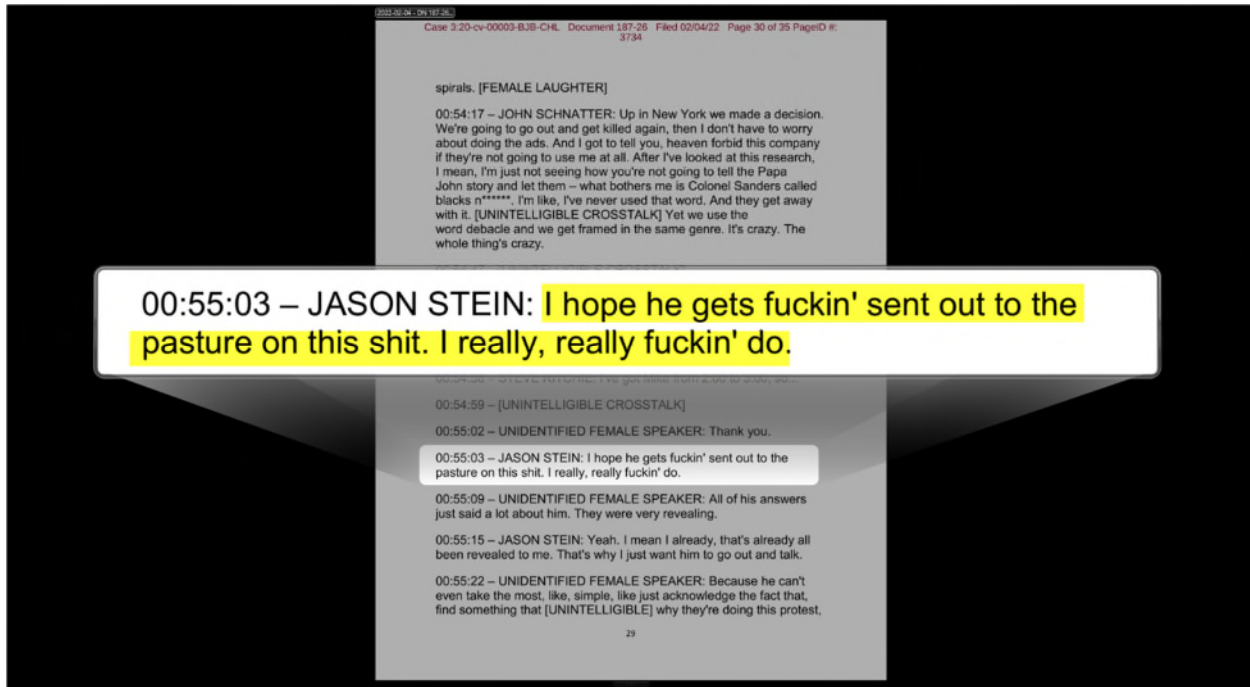 2022-02-04 - DN 187-26...
Case 3:20-cv-00003-BJB-CHL Document 187-26 Filed 02/04/22 Page 30 of 35 PageID #:
3734
spirals. [FEMALE LAUGHTER]
00:54:17 – JOHN SCHNATTER: Up in New York we made a decision.
We're going to go out and get killed again, then I don't have to worry
about doing the ads. And I got to tell you, heaven forbid this company
if they're not going to use me at all. After I've looked at this research,
I mean, I'm just not seeing how you're not going to tell the Papa
John story and let them – what bothers me is Colonel Sanders called
blacks n******. I'm like, I've never used that word. And they get away
with it. [UNINTELLIGIBLE CROSSTALK] Yet we use the
word debacle and we get framed in the same genre. It's crazy. The
whole thing's crazy.
00:55:03 – JASON STEIN: I hope he gets fuckin' sent out to the
pasture on this shit. I really, really fuckin' do.
00:54:59 – [UNINTELLIGIBLE CROSSTALK]
00:55:02 – UNIDENTIFIED FEMALE SPEAKER: Thank you.
00:55:03 – JASON STEIN: I hope he gets fuckin' sent out to the
pasture on this shit. I really, really fuckin' do.
00:55:09 – UNIDENTIFIED FEMALE SPEAKER: All of his answers
just said a lot about him. They were very revealing.
00:55:15 – JASON STEIN: Yeah. I mean I already, that's already all
been revealed to me. That's why I just want him to go out and talk.
00:55:22 – UNIDENTIFIED FEMALE SPEAKER: Because he can't
even take the most, like, simple, like just acknowledge the fact that,
find something that [UNINTELLIGIBLE] why they're doing this protest,
29